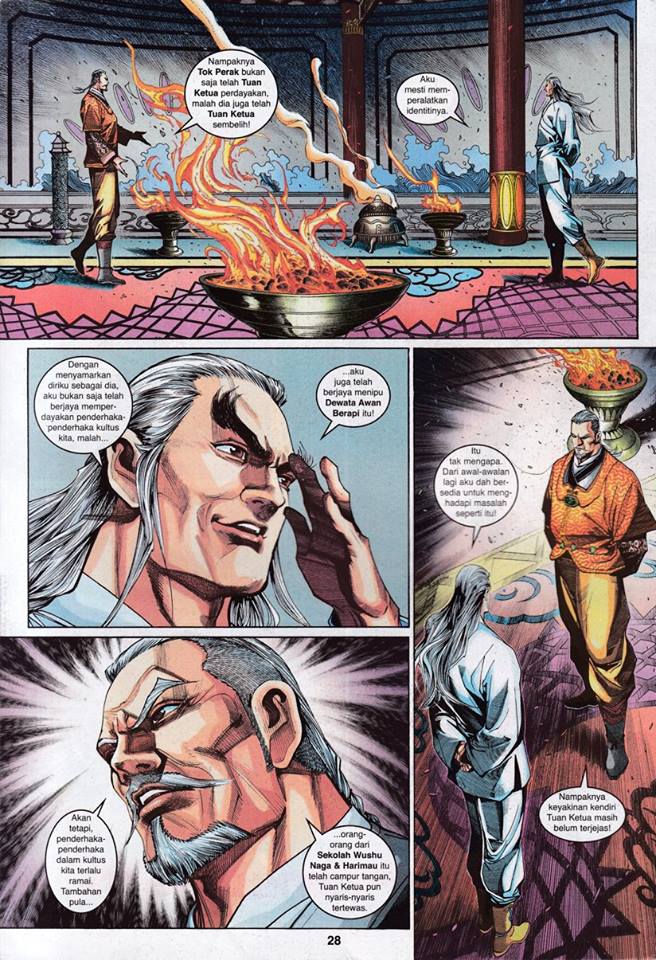 Nampaknya
Tok Perak bukan
saja telah Tuan
Ketua perdayakan,
malah dia juga telah
Tuan Ketua
sembelih!
Aku
mesti mem-
peralatkan
identitinya.
Dengan
menyamarkan
diriku sebagai dia,
aku bukan saja telah
berjaya memper-
dayakan penderhaka-
penderhaka kultus
kita, malah...
...aku
juga telah
berjaya menipu
Dewata Awan
Berapi itu!
Akan
tetapi,
penderhaka-
penderhaka
dalam kultus
kita terlalu
ramai.
Tambahan
pula...
...orang-
orang dari
Sekolah Wushu
Naga & Harimau itu
telah campur tangan,
Tuan Ketua pun
nyaris-nyaris
tertewas.
Itu
tak mengapa.
Dari awal-awalan
lagi aku dah ber-
sedia untuk meng-
hadapi masalah
seperti itu!
Nampaknya
keyakinan kendiri
Tuan Ketua masih
belum terjejas!
28